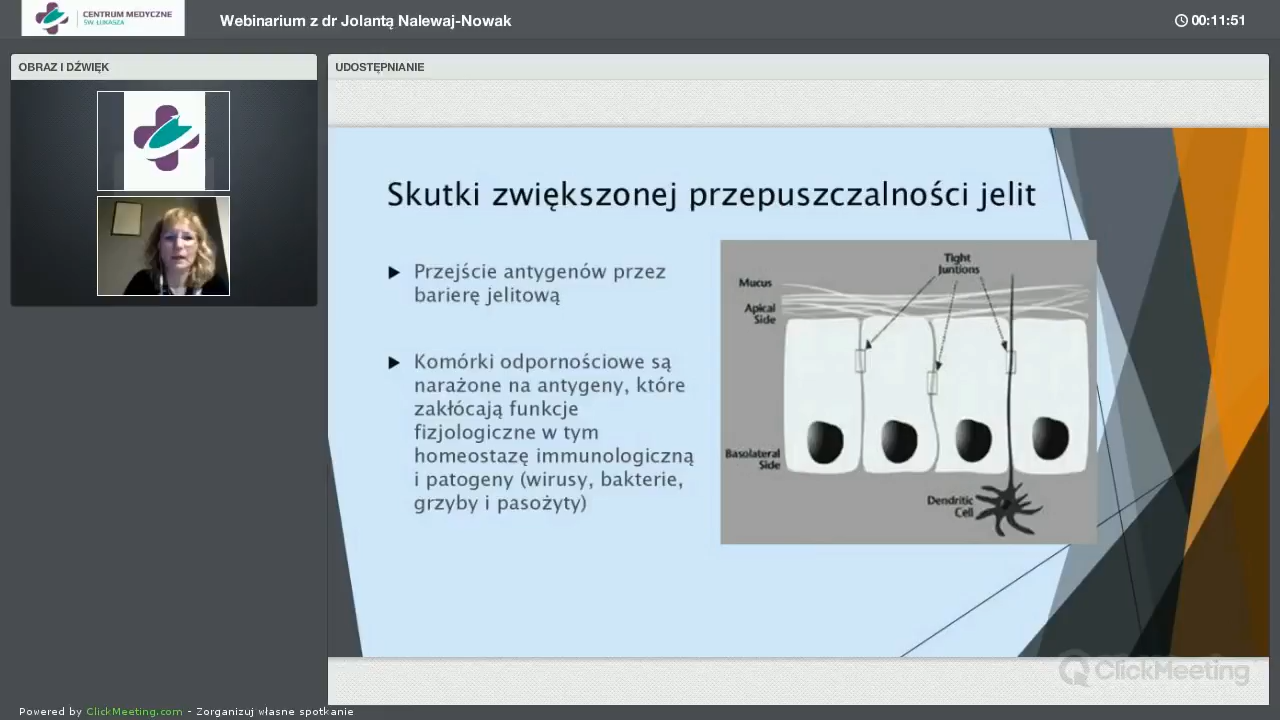 CENTRUM MEDYCZNE
ŚW. ŁUKASZA
Webinarium z dr Jolantą Nalewaj-Nowak
00:11:51
OBRAZ I DŹWIĘK
UDOSTĘPNIANIE
Skutki zwiększonej przepuszczalności jelit
Przejście antygenów przez
barierę jelitową
Komórki odpornościowe są
narażone na antygeny, które
zakłócają funkcje
fizjologiczne w tym
homeostazę immunologiczną
i patogeny (wirusy, bakterie,
grzyby i pasożyty)
Tight
Juntions
Mucus
Apical
Side
Basolateral
Side
Dendritic
Cell
ClickMeeting
Powered by ClickMeeting.com - Zorganizuj własne spotkanie